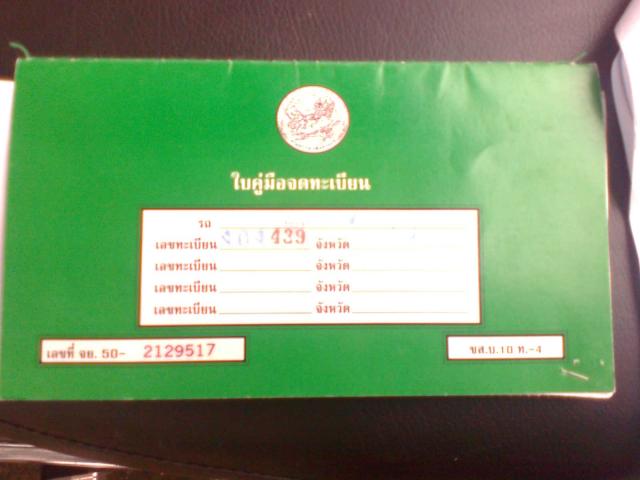 ใบคู่มือจดทะเบียน
รถ
เลขทะเบียน 439 จังหวัด
เลขทะเบียน จังหวัด
เลขทะเบียน จังหวัด
เลขทะเบียน จังหวัด
เลขที่ จย. 50- 2129517
ขส.บ.10 ท.-4